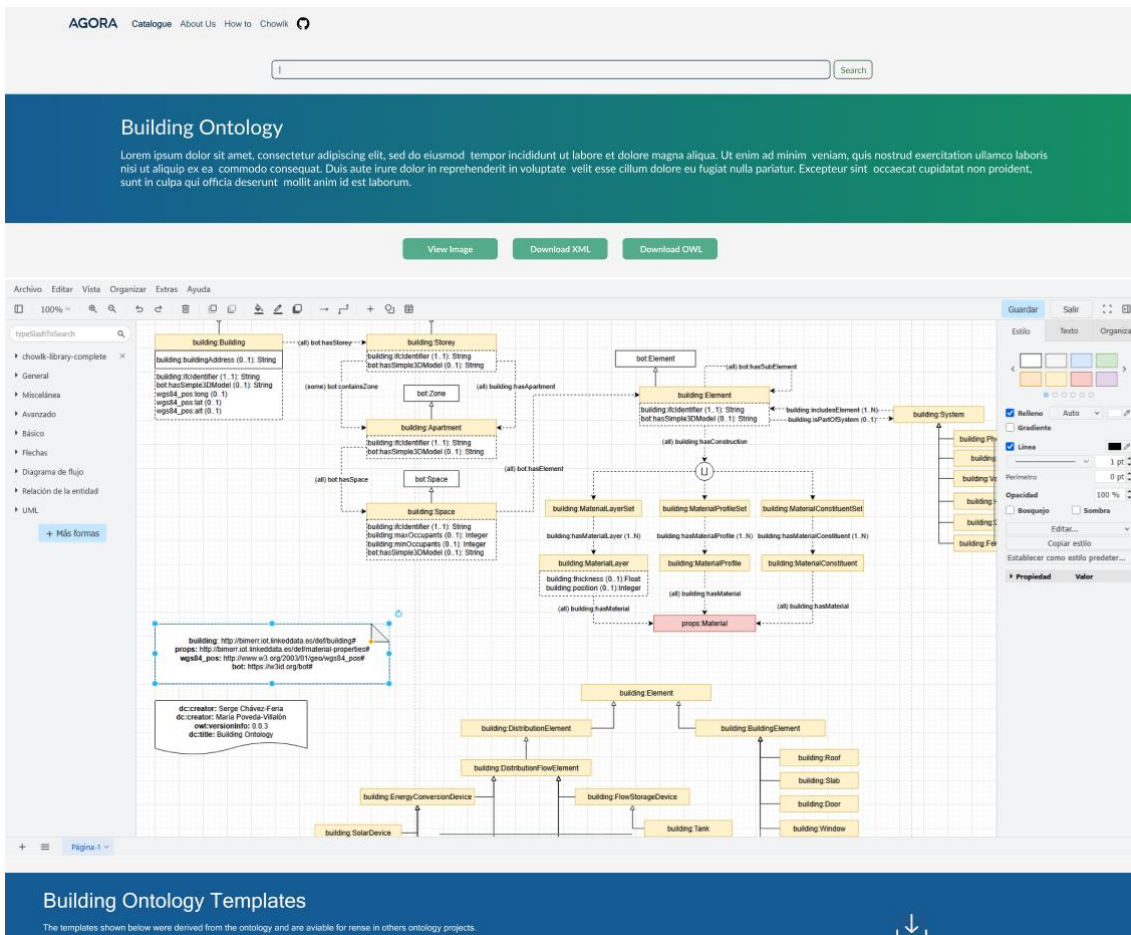 AGORA Catalogue About Us How to Chowlk
Search
Building Ontology
Lorem ipsum dolor sit amet, consectetur adipiscing elit, sed do eiusmod tempor incididunt ut labore et dolore magna aliqua. Ut enim ad minim veniam, quis nostrud exercitation ullamco laboris
nisi ut aliquip ex ea commodo consequat. Duis aute irure dolor in reprehenderit in voluptate velit esse cillum dolore eu fugiat nulla pariatur. Excepteur sint occaecat cupidatat non proident,
sunt in culpa qui officia deserunt mollit anim id est laborum.
View Image Download XML Download OWL
Archivo Editar Vista Organizar Extras Ayuda
100%
Guardar Salir
typeSlashToSearch
chowlk-library-complete
General
Miscelánea
Avanzado
Básico
Flechas
Diagrama de flujo
Relación de la entidad
UML
+ Más formas
building:Building
building:buildingAddress (0..1): String
building:ifcIdentifier (1..1): String
bot:hasSimple3DModel (0..1): String
wgs84_pos:long (0..1)
wgs84_pos:lat (0..1)
wgs84_pos:alt (0..1)
(all) bot:hasStorey
building:Storey
building:ifcIdentifier (1..1): String
bot:hasSimple3DModel (0..1): String
(some) bot:containsZone
bot:Zone
(all) building:hasApartment
building:Apartment
building:ifcIdentifier (1..1): String
bot:hasSimple3DModel (0..1): String
(all) bot:hasSpace
bot:Space
(all) bot:hasElement
building:Space
building:ifcIdentifier (1..1): String
building:maxOccupants (0..1): Integer
building:minOccupants (0..1): Integer
bot:hasSimple3DModel (0..1): String
bot:Element
(all) bot:hasSubElement
building:Element
building:ifcIdentifier (1..1): String
bot:hasSimple3DModel (0..1): String
building:includesElement (1..N)
building:isPartOfSystem (0..1)
building:System
(all) building:hasConstruction
building:MaterialLayerSet
building:MaterialProfileSet
building:MaterialConstituentSet
building:hasMaterialLayer (1..N)
building:hasMaterialProfile (1..N)
building:hasMaterialConstituent (1..N)
building:MaterialLayer
building:MaterialProfile
building:MaterialConstituent
building:thickness (0..1):Float
building:position (0..1):Integer
(all) building:hasMaterial
(all) building:hasMaterial
(all) building:hasMaterial
props:Material
building: http://bimerr.iot.linkeddata.es/def/building#
props: http://bimerr.iot.linkeddata.es/def/material-properties#
wgs84_pos: http://www.w3.org/2003/01/geo/wgs84_pos#
bot: https://w3id.org/bot#
dc:creator: Serge Chávez-Feria
dc:creator: María Poveda-Villalón
owl:versionInfo: 0.0.3
dc:title: Building Ontology
building:Element
building:DistributionElement
building:BuildingElement
building:DistributionFlowElement
building:EnergyConversionDevice
building:FlowStorageDevice
building:SolarDevice
building:Tank
building:Roof
building:Slab
building:Door
building:Window
Estilo Texto Organiza
Relleno Auto
Gradiente
Línea
1 pt
Perímetro 0 pt
Opacidad 100 %
Bosquejo Sombra
Editar...
Copiar estilo
Establecer como estilo predeter...
Propiedad Valor
Página-1
Building Ontology Templates
The templates shown below were derived from the ontology and are aviable for rense in others ontology projects.